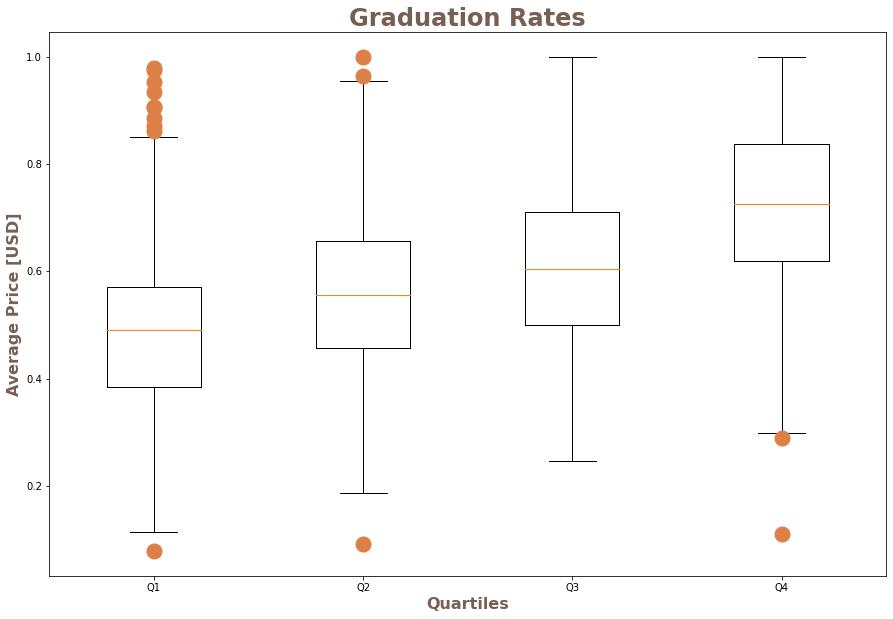 Graduation Rates
1.0
0.8
0.6
0.4
0.2
Average Price [USD]
Q1 Q2 Q3 Q4
Quartiles